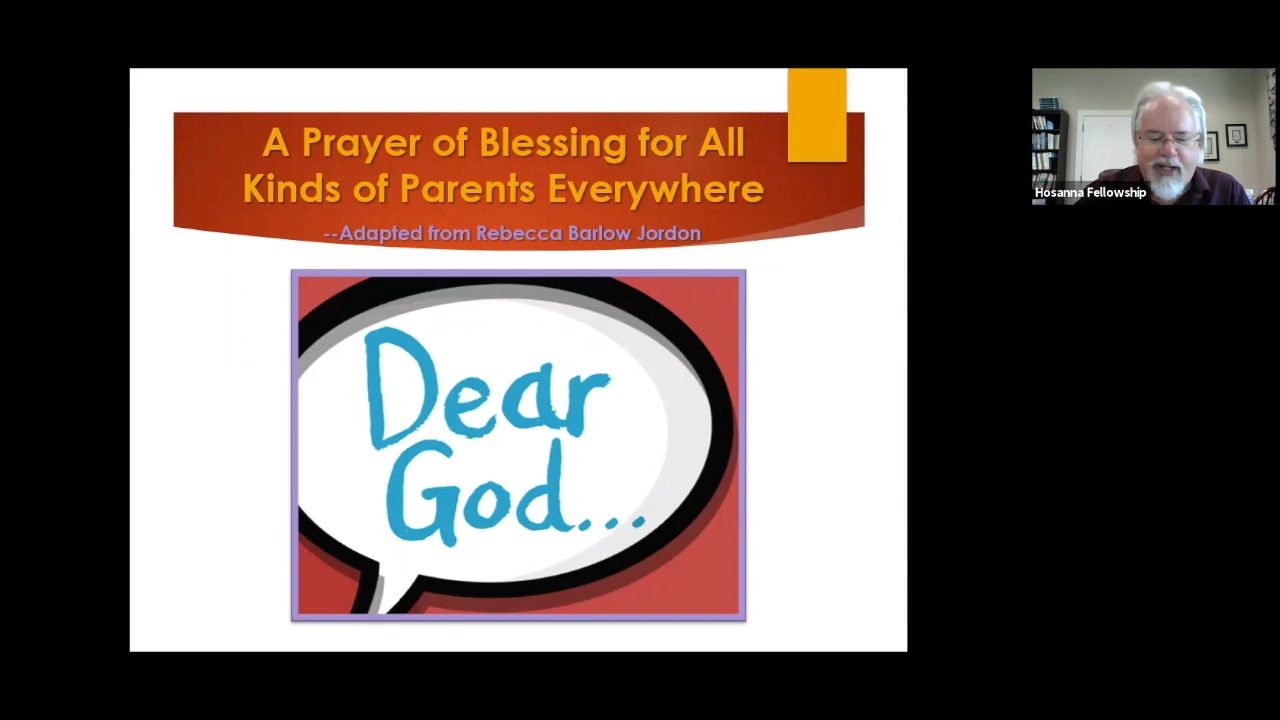 A Prayer of Blessing for All
Kinds of Parents Everywhere
--Adapted from Rebecca Barlow Jordon
Dear
God...
Hosanna Fellowship